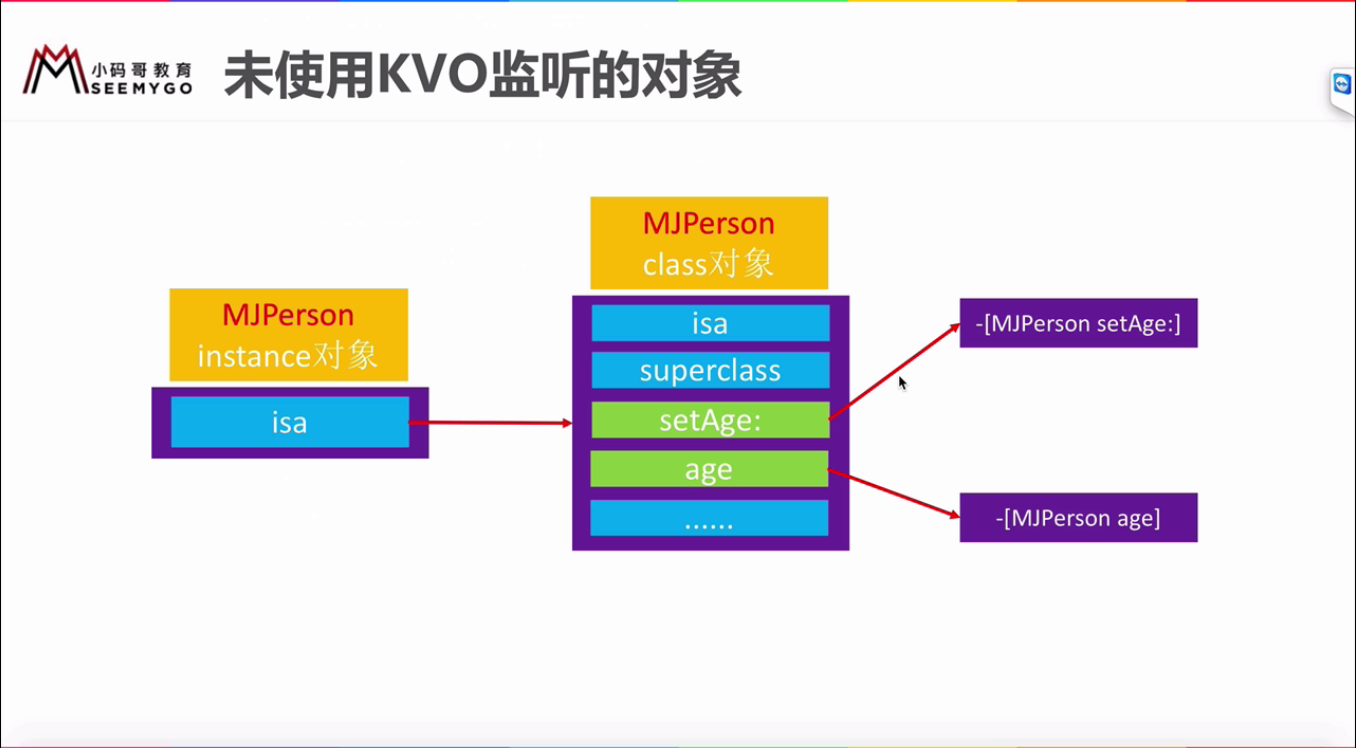 小码哥教育
SEEMYGO
未使用KVO监听的对象
MJPerson
class对象
MJPerson
instance对象
isa
isa
superclass
setAge:
age
......
-[MJPerson setAge:]
-[MJPerson age]